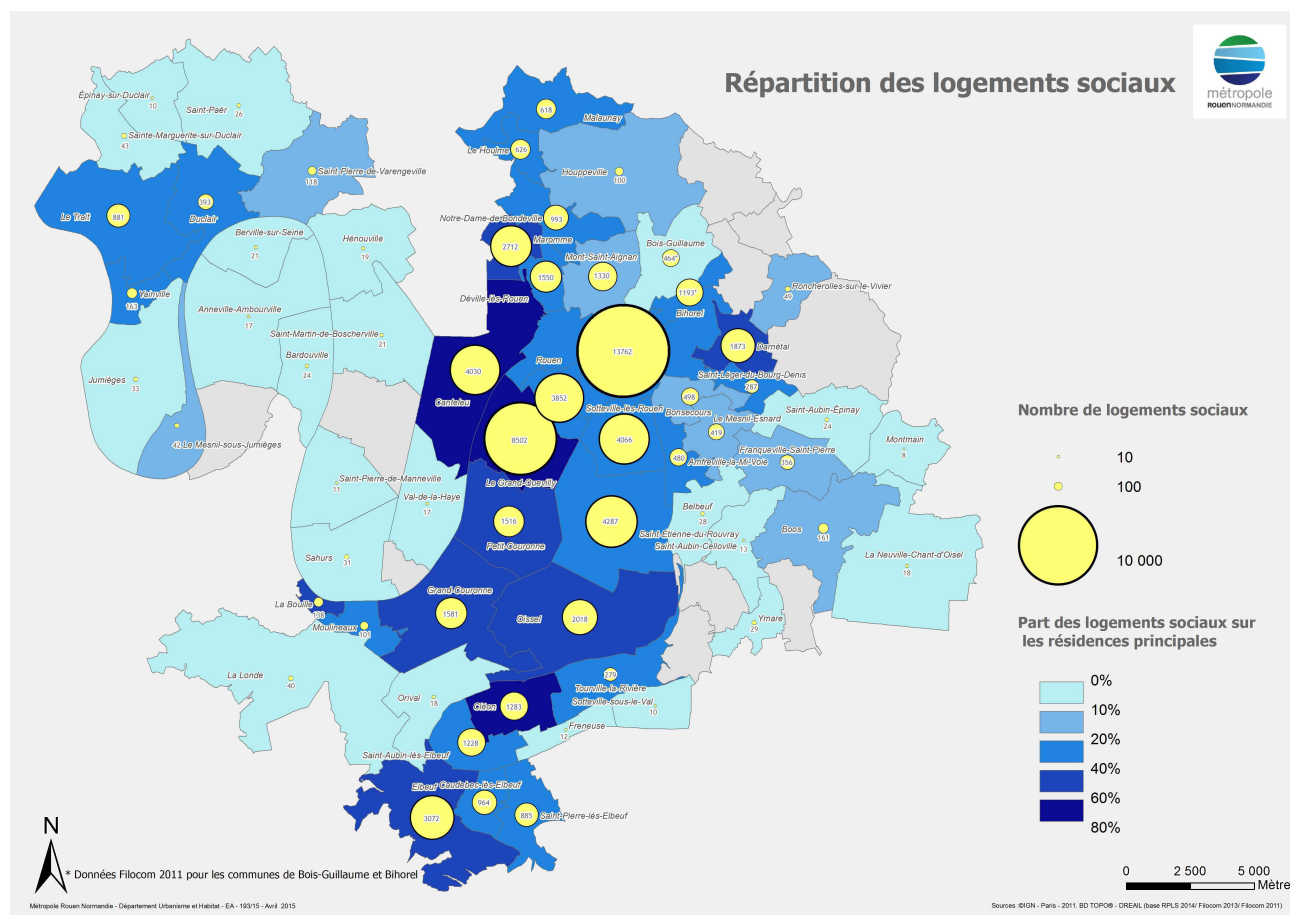 Répartition des logements sociaux
métropole
ROUENNORMANDIE
Épinay-sur-Duclair
10
Saint-Paër
26
Sainte-Marguerite-sur-Duclair
43
Malaunay
618
Le Houlme
626
Houppeville
100
Saint-Pierre-de-Varengeville
118
Le Trait
881
Duclair
393
Notre-Dame-de-Bondeville
993
Berville-sur-Seine
21
Hénouville
19
2712
Maromme
Bois-Guillaume
464*
Mont-Saint-Aignan
1330
1550
Yainville
163
Déville-lès-Rouen
1193*
Bihorel
Roncherolles-sur-le-Vivier
49
Anneville-Ambourville
17
Saint-Martin-de-Boscherville
21
Bardouville
24
13762
Rouen
1873
Darnétal
Jumièges
33
4030
Canteleu
Saint-Léger-du-Bourg-Denis
287
3852
Sotteville-lès-Rouen
498
Bonsecours
Le Mesnil-Esnard
419
Saint-Aubin-Épinay
24
42 Le Mesnil-sous-Jumièges
8502
4066
Montmain
8
Franqueville-Saint-Pierre
356
480
Amfreville-la-Mi-Voie
Saint-Pierre-de-Manneville
11
Le Grand-Quevilly
Val-de-la-Haye
17
1516
Petit-Couronne
4287
Belbeuf
28
Saint-Etienne-du-Rouvray
Saint-Aubin-Celloville
13
Boos
161
La Neuville-Chant-d'Oisel
18
Sahurs
31
La Bouille
138
Moulineaux
101
Grand-Couronne
1581
Oissel
2018
Ymare
29
La Londe
40
Orival
18
279
Tourville-la-Rivière
Sotteville-sous-le-Val
10
Cléon
1283
Freneuse
12
1228
Saint-Aubin-lès-Elbeuf
Elbeuf
Caudebec-lès-Elbeuf
3072
964
885
Saint-Pierre-lès-Elbeuf
Nombre de logements sociaux
10
100
10 000
Part des logements sociaux sur
les résidences principales
0%
10%
20%
40%
60%
80%
N
* Données Filocom 2011 pour les communes de Bois-Guillaume et Bihorel
0 2 500 5 000
Mètre
Métropole Rouen Normandie - Département Urbanisme et Habitat - EA - 193/15 - Avril 2015
Sources :©IGN - Paris - 2011. BD TOPO® - DREAIL (base RPLS 2014/ Filocom 2013/ Filocom 2011)